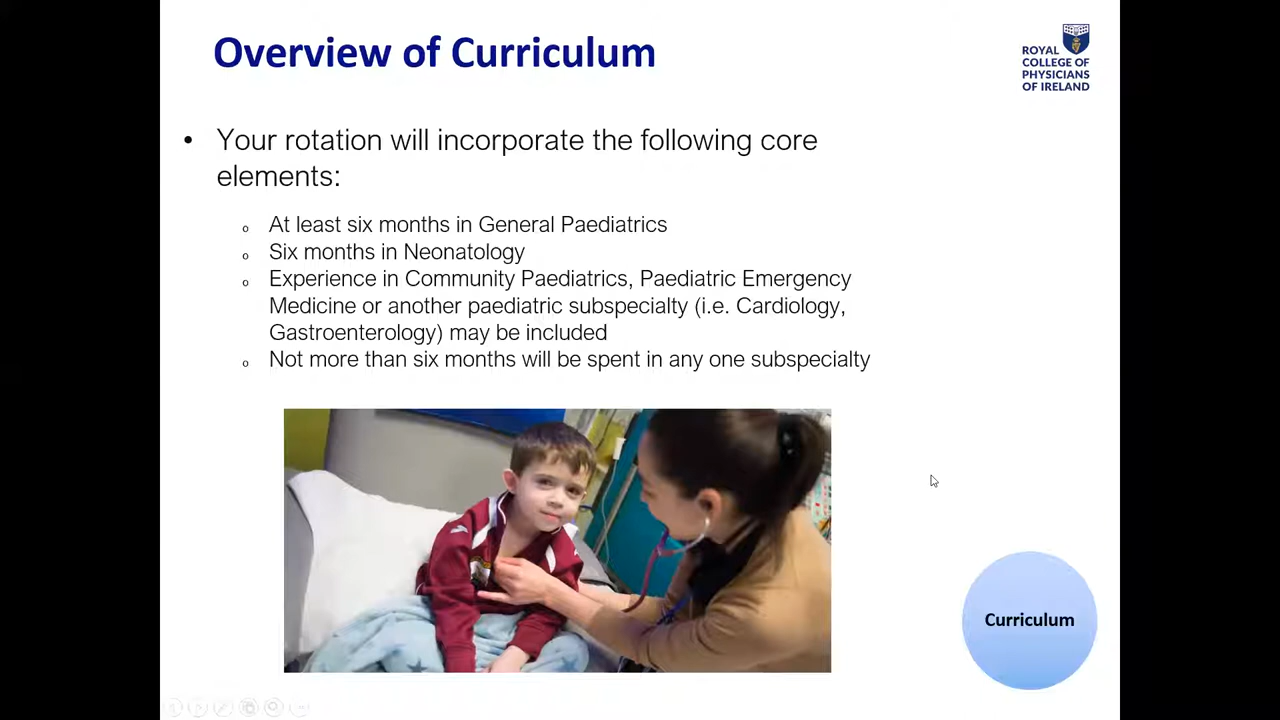 Overview of Curriculum
ROYAL
COLLEGE OF
PHYSICIANS
OF IRELAND
• Your rotation will incorporate the following core
elements:
o At least six months in General Paediatrics
o Six months in Neonatology
o Experience in Community Paediatrics, Paediatric Emergency
Medicine or another paediatric subspecialty (i.e. Cardiology,
Gastroenterology) may be included
o Not more than six months will be spent in any one subspecialty
Curriculum